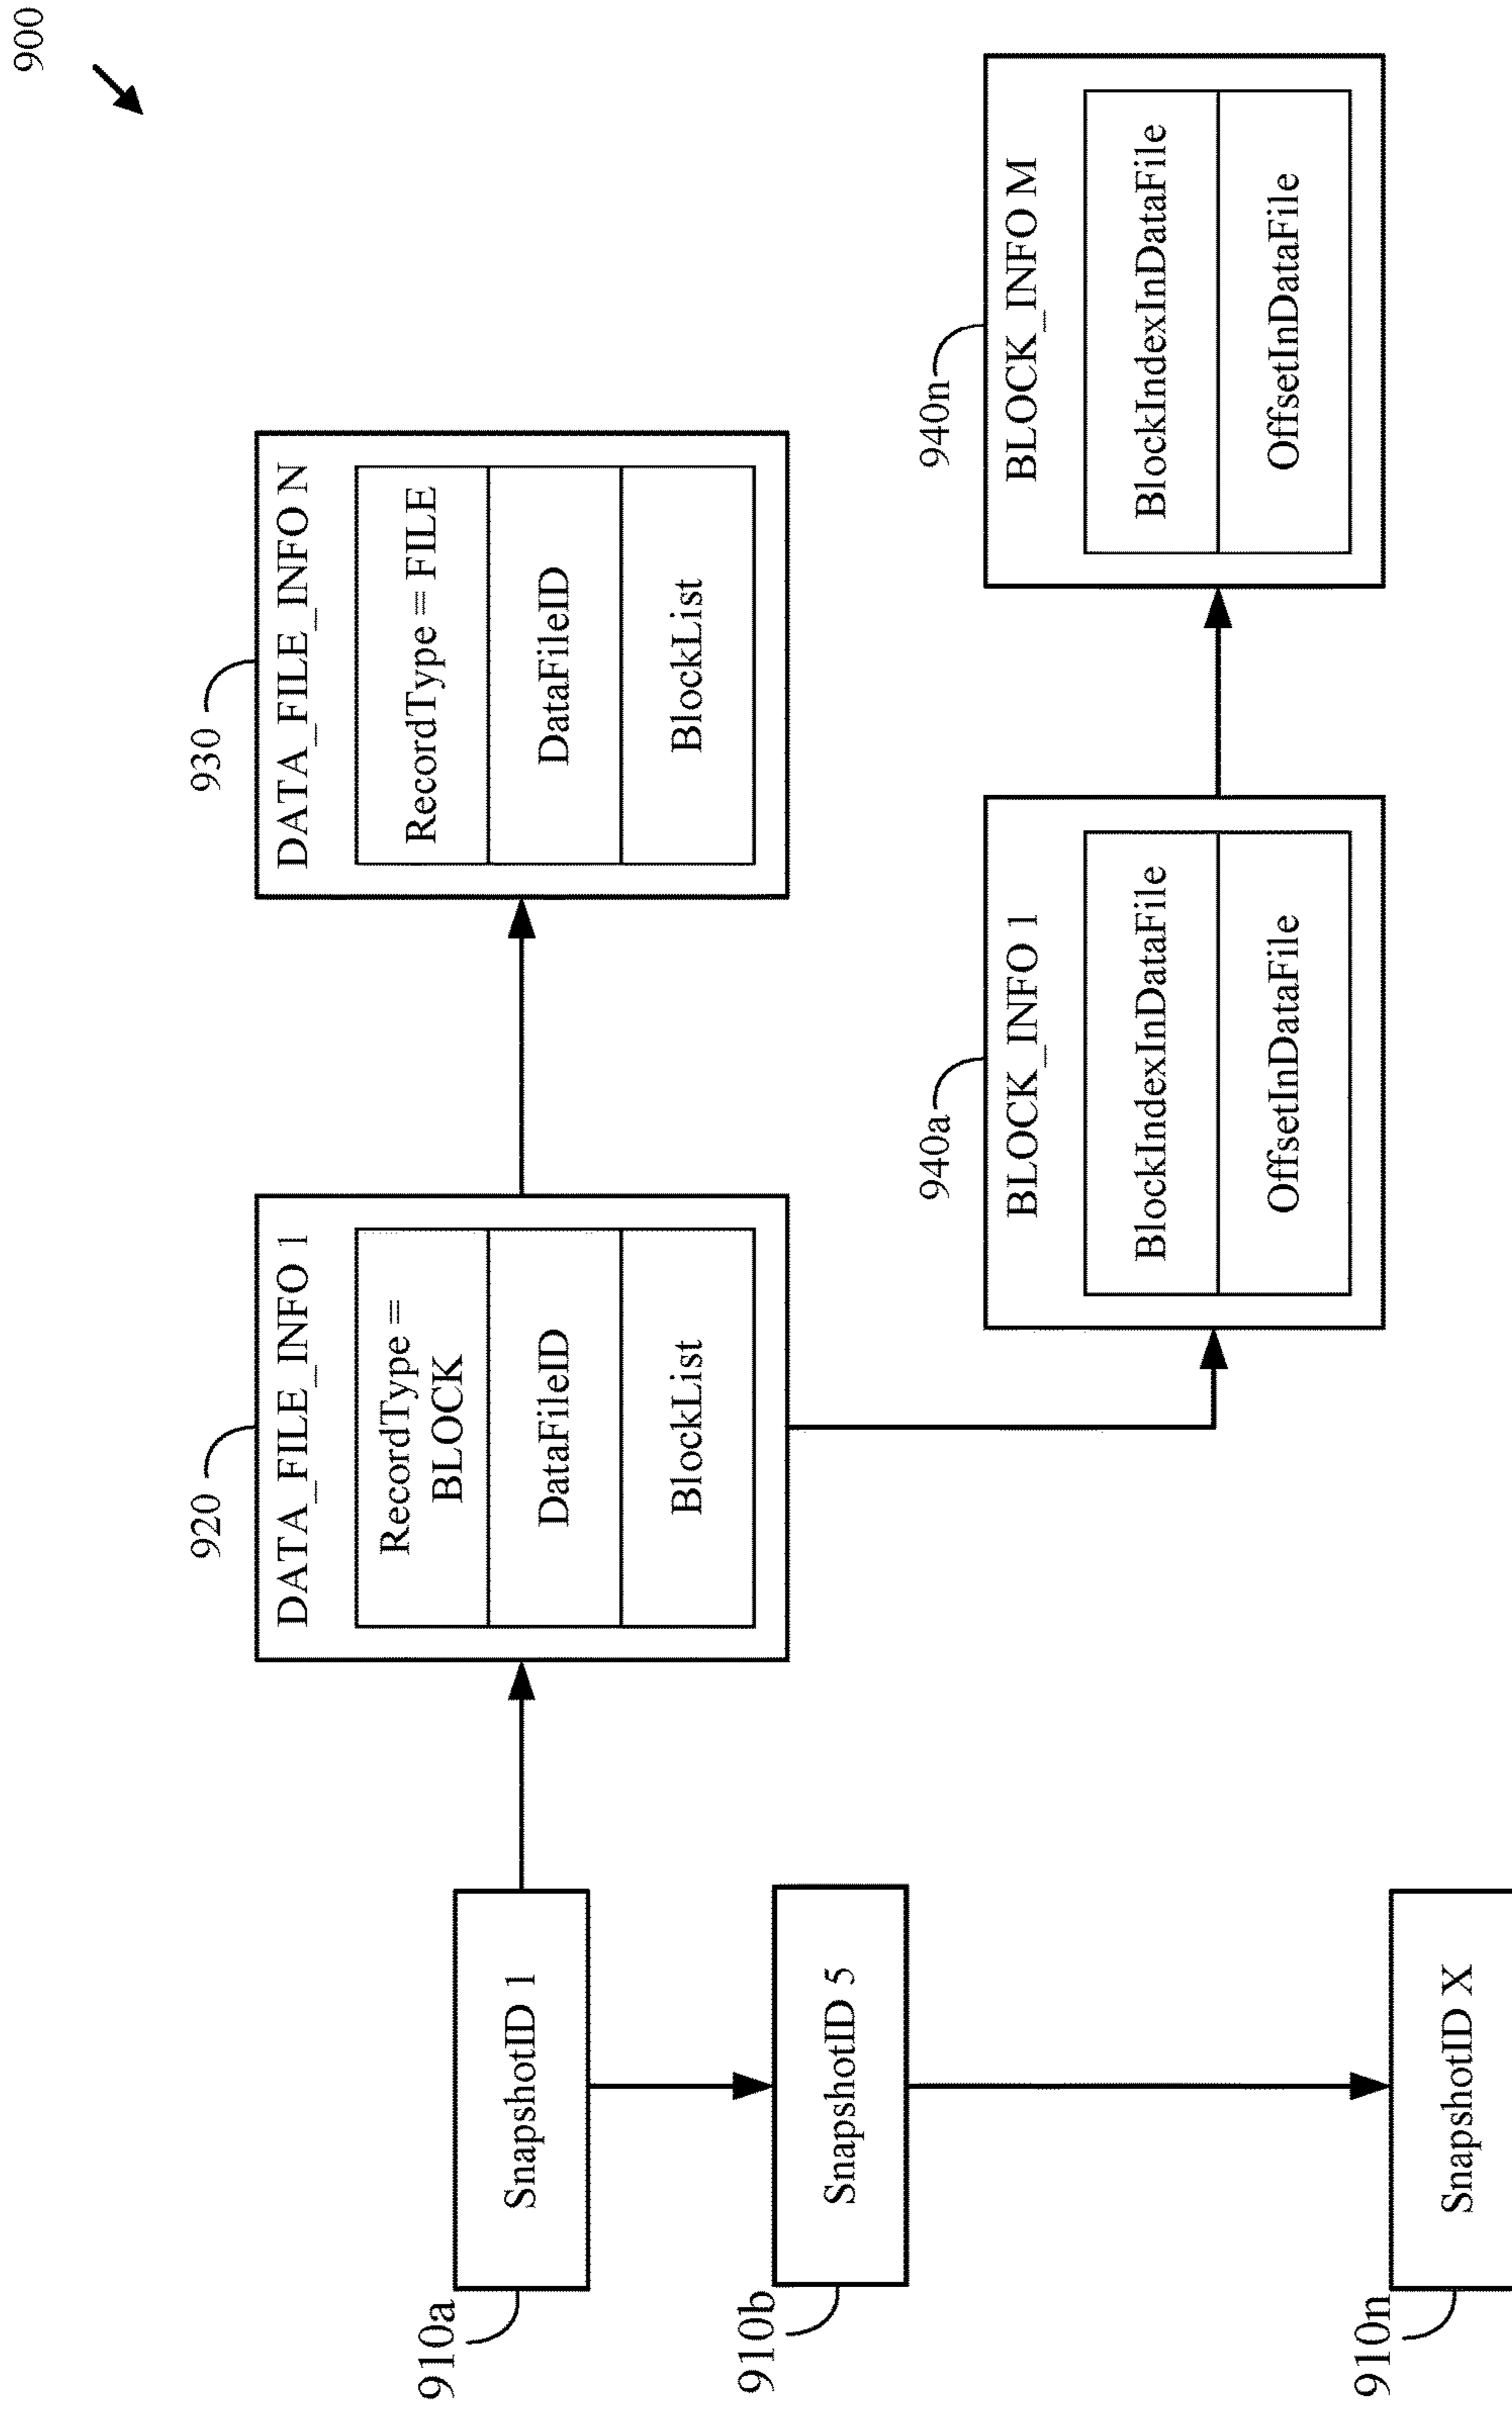 900
920
DATA_FILE_INFO 1
RecordType =
BLOCK
DataFileID
BlockList
930
DATA_FILE_INFO N
RecordType = FILE
DataFileID
BlockList
910a
SnapshotID 1
910b
SnapshotID 5
910n
SnapshotID X
940a
BLOCK_INFO 1
BlockIndexInDataFile
OffsetInDataFile
940n
BLOCK_INFO M
BlockIndexInDataFile
OffsetInDataFile